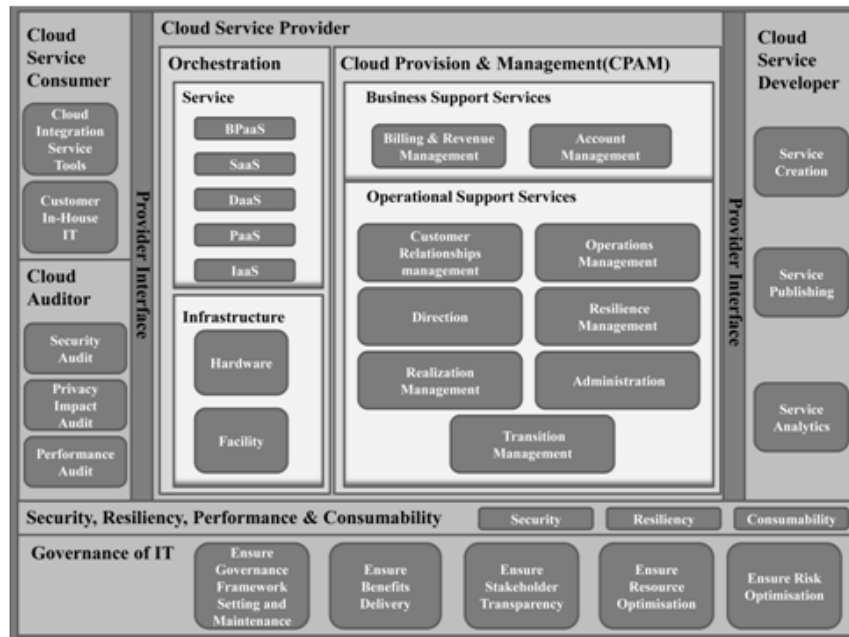 Cloud
Service
Consumer
Cloud
Integration
Service
Tools
Customer
In-House
IT
Cloud
Auditor
Security
Audit
Privacy
Impact
Audit
Performance
Audit
Provider Interface
Cloud Service Provider
Orchestration
Service
BPaaS
SaaS
DaaS
PaaS
IaaS
Infrastructure
Hardware
Facility
Cloud Provision & Management(CPAM)
Business Support Services
Billing & Revenue
Management
Account
Management
Operational Support Services
Customer
Relationships
management
Operations
Management
Direction
Resilience
Management
Realization
Management
Administration
Transition
Management
Provider Interface
Cloud
Service
Developer
Service
Creation
Service
Publishing
Service
Analytics
Security, Resiliency, Performance & Consumability
Security
Resiliency
Consumability
Governance of IT
Ensure
Governance
Framework
Setting and
Maintenance
Ensure
Benefits
Delivery
Ensure
Stakeholder
Transparency
Ensure
Resource
Optimisation
Ensure Risk
Optimisation